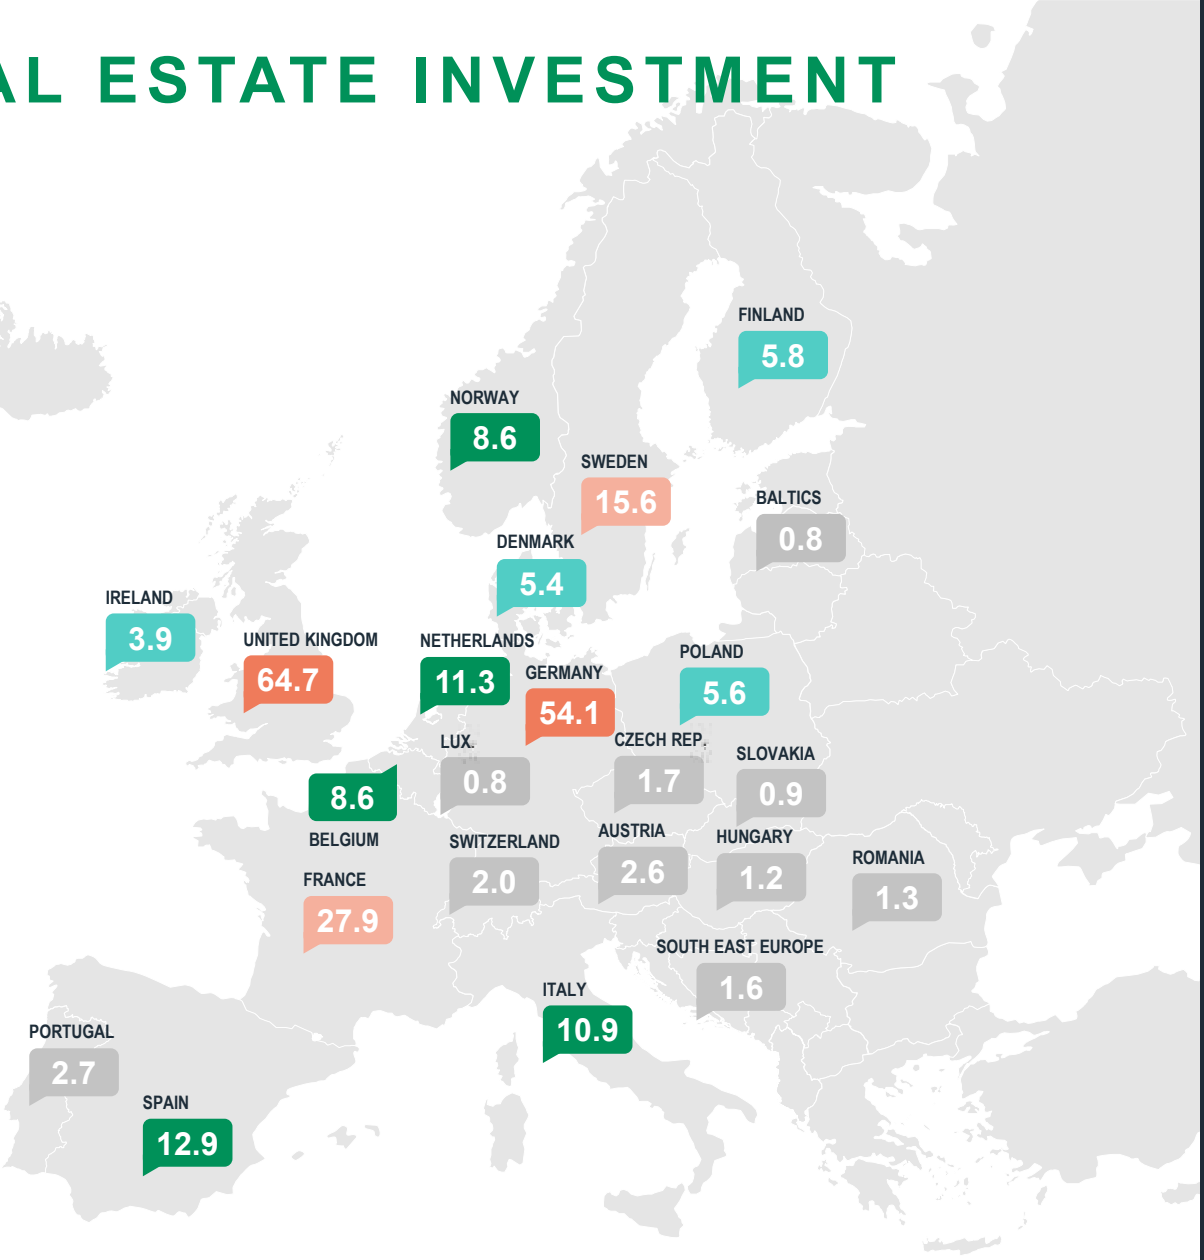 AL ESTATE INVESTMENT
FINLAND
5.8
NORWAY
8.6
SWEDEN
15.6
BALTICS
0.8
DENMARK
5.4
IRELAND
3.9
UNITED KINGDOM
64.7
NETHERLANDS
11.3
GERMANY
54.1
POLAND
5.6
LUX.
0.8
CZECH REP.
1.7
SLOVAKIA
0.9
8.6
BELGIUM
SWITZERLAND
2.0
AUSTRIA
2.6
HUNGARY
1.2
ROMANIA
1.3
FRANCE
27.9
SOUTH EAST EUROPE
1.6
ITALY
10.9
PORTUGAL
2.7
SPAIN
12.9